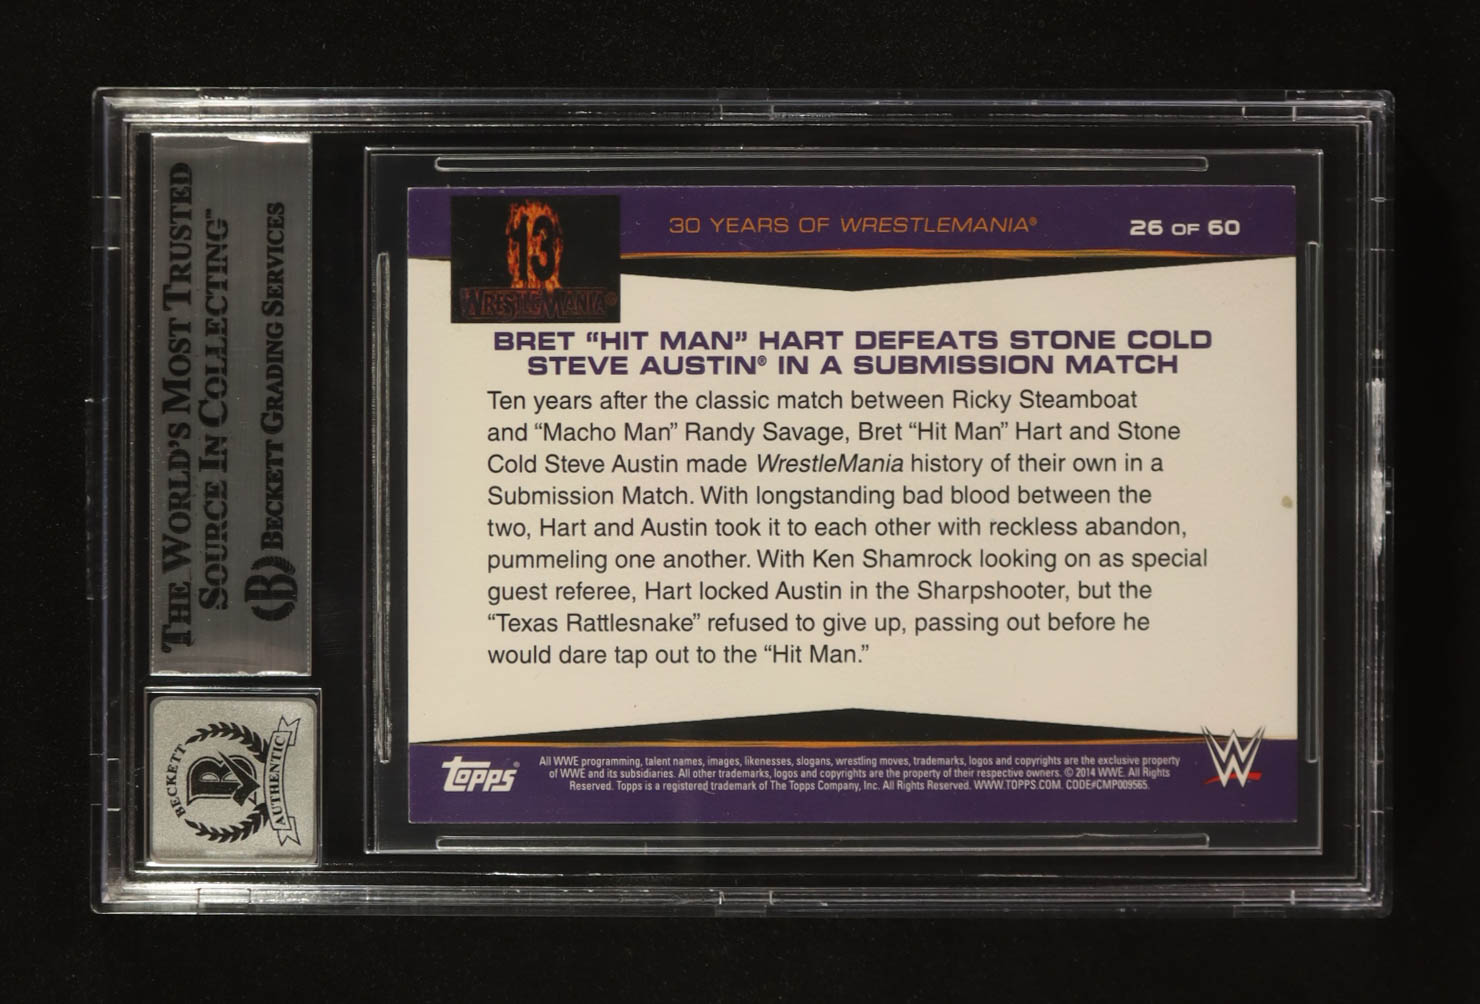 THE WORLD'S MOST TRUSTED
SOURCE IN COLLECTING™
B BECKETT GRADING SERVICES
BECKETT
B
AUTHENTIC
13
WRESTLEMANIA®
30 YEARS OF WRESTLEMANIA®
26 OF 60
BRET “HIT MAN” HART DEFEATS STONE COLD
STEVE AUSTIN® IN A SUBMISSION MATCH
Ten years after the classic match between Ricky Steamboat
and “Macho Man” Randy Savage, Bret “Hit Man” Hart and Stone
Cold Steve Austin made WrestleMania history of their own in a
Submission Match. With longstanding bad blood between the
two, Hart and Austin took it to each other with reckless abandon,
pummeling one another. With Ken Shamrock looking on as special
guest referee, Hart locked Austin in the Sharpshooter, but the
“Texas Rattlesnake” refused to give up, passing out before he
would dare tap out to the “Hit Man.”
Topps®
All WWE programming, talent names, images, likenesses, slogans, wrestling moves, trademarks, logos and copyrights are the exclusive property
of WWE and its subsidiaries. All other trademarks, logos and copyrights are the property of their respective owners. © 2014 WWE. All Rights
Reserved. Topps is a registered trademark of The Topps Company, Inc. All Rights Reserved. WWW.TOPPS.COM. CODE#CMP009565.
W